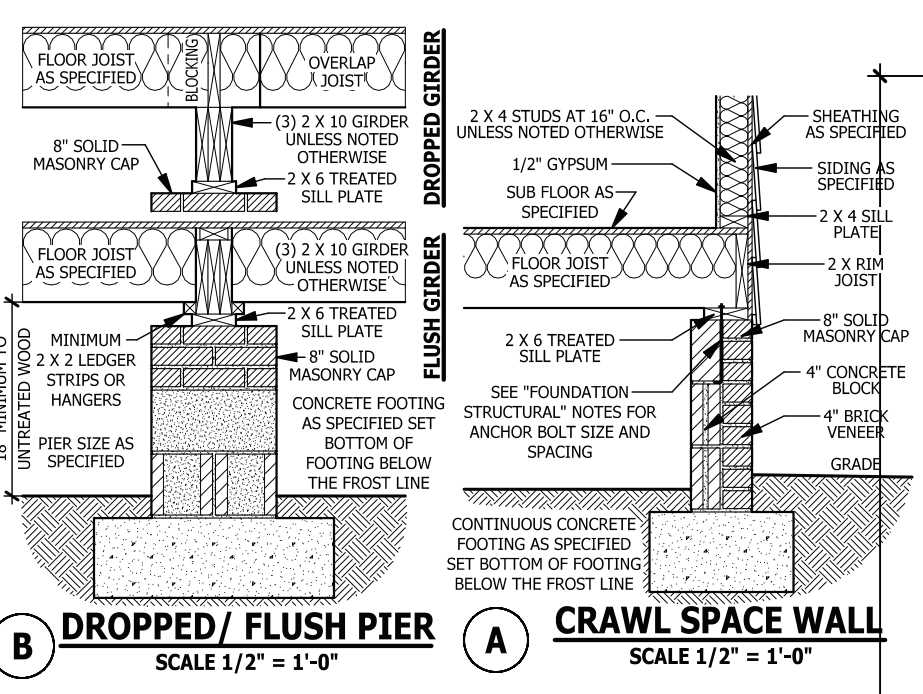 FLOOR JOIST
AS SPECIFIED
BLOCKING
OVERLAP
JOIST
(3) 2 X 10 GIRDER
UNLESS NOTED
OTHERWISE
8" SOLID
MASONRY CAP
2 X 6 TREATED
SILL PLATE
DROPPED GIRDER
FLOOR JOIST
AS SPECIFIED
(3) 2 X 10 GIRDER
UNLESS NOTED
OTHERWISE
2 X 6 TREATED
SILL PLATE
FLUSH GIRDER
MINIMUM
2 X 2 LEDGER
STRIPS OR
HANGERS
8" SOLID
MASONRY CAP
18" MINIMUM TO
UNTREATED WOOD
PIER SIZE AS
SPECIFIED
CONCRETE FOOTING
AS SPECIFIED SET
BOTTOM OF
FOOTING BELOW
THE FROST LINE
B
DROPPED/ FLUSH PIER
SCALE 1/2" = 1'-0"
2 X 4 STUDS AT 16" O.C.
UNLESS NOTED OTHERWISE
1/2" GYPSUM
SUB FLOOR AS
SPECIFIED
SHEATHING
AS SPECIFIED
SIDING AS
SPECIFIED
2 X 4 SILL
PLATE
FLOOR JOIST
AS SPECIFIED
2 X RIM
JOIST
2 X 6 TREATED
SILL PLATE
8" SOLID
MASONRY CAP
SEE "FOUNDATION
STRUCTURAL" NOTES FOR
ANCHOR BOLT SIZE AND
SPACING
4" CONCRETE
BLOCK
4" BRICK
VENEER
GRADE
CONTINUOUS CONCRETE
FOOTING AS SPECIFIED
SET BOTTOM OF FOOTING
BELOW THE FROST LINE
A
CRAWL SPACE WALL
SCALE 1/2" = 1'-0"